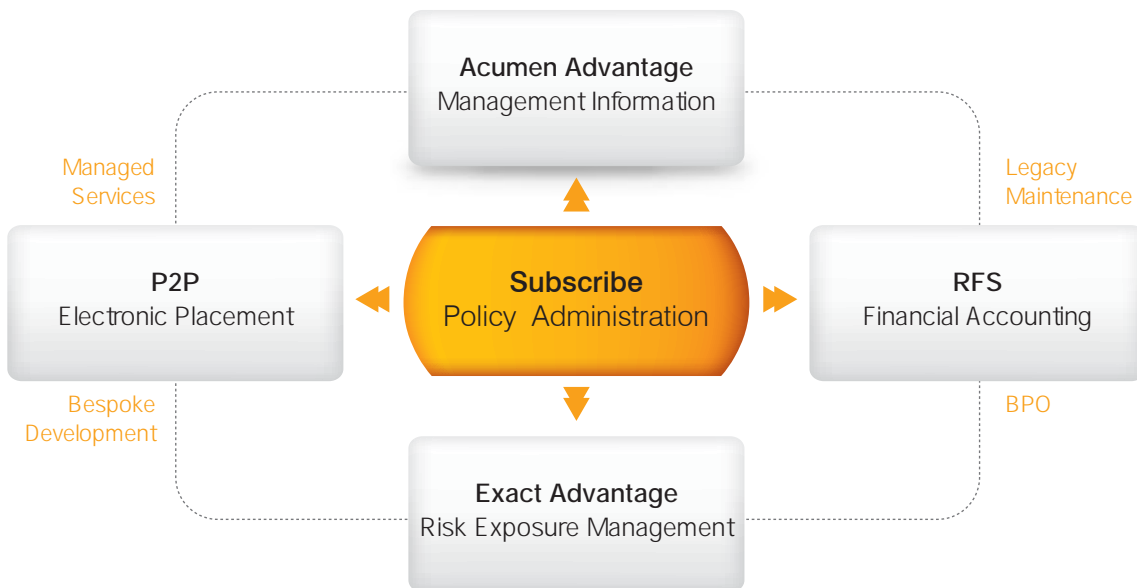 Acumen Advantage
Management Information
Managed
Services
Legacy
Maintenance
P2P
Electronic Placement
Subscribe
Policy Administration
RFS
Financial Accounting
Bespoke
Development
BPO
Exact Advantage
Risk Exposure Management